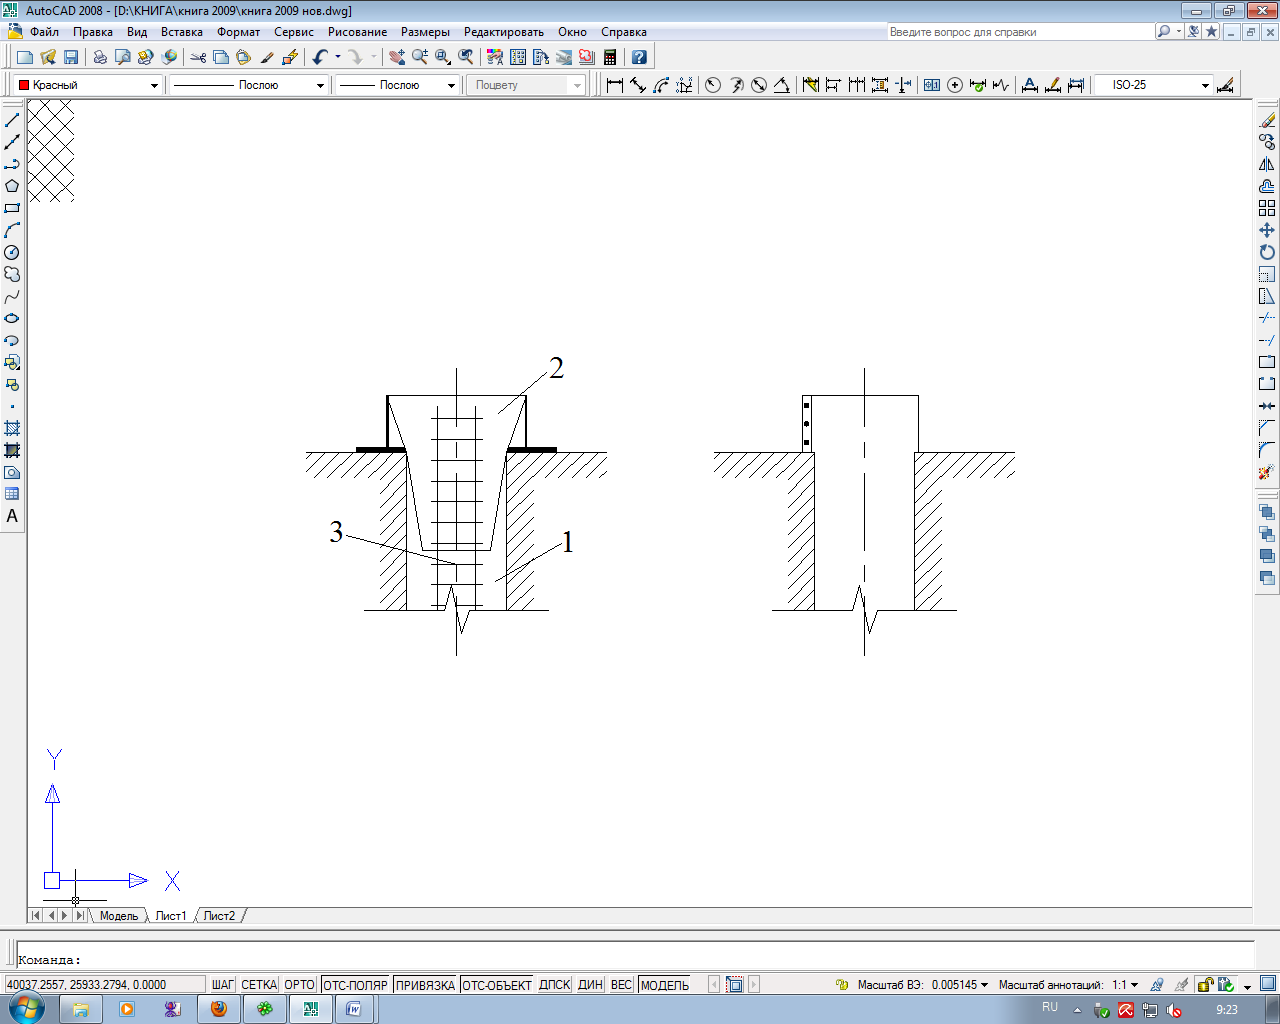 AutoCAD 2008 - [D:\КНИГА\книга 2009\книга 2009 нов.dwg]
Файл Правка Вид Вставка Формат Сервис Рисование Размеры Редактировать Окно Справка
Введите вопрос для справки
Красный Послою Послою Поцвету ISO-25
A
2
3
1
Y
X
Модель Лист1 Лист2
Команда:
40037.2557, 25933.2794, 0.0000 ШАГ СЕТКА ОРТО ОТС-ПОЛЯР ПРИВЯЗКА ОТС-ОБЪЕКТ ДПСК ДИН ВЕС МОДЕЛЬ Масштаб ВЭ: 0.005145 Масштаб аннотаций: 1:1
RU 9:23